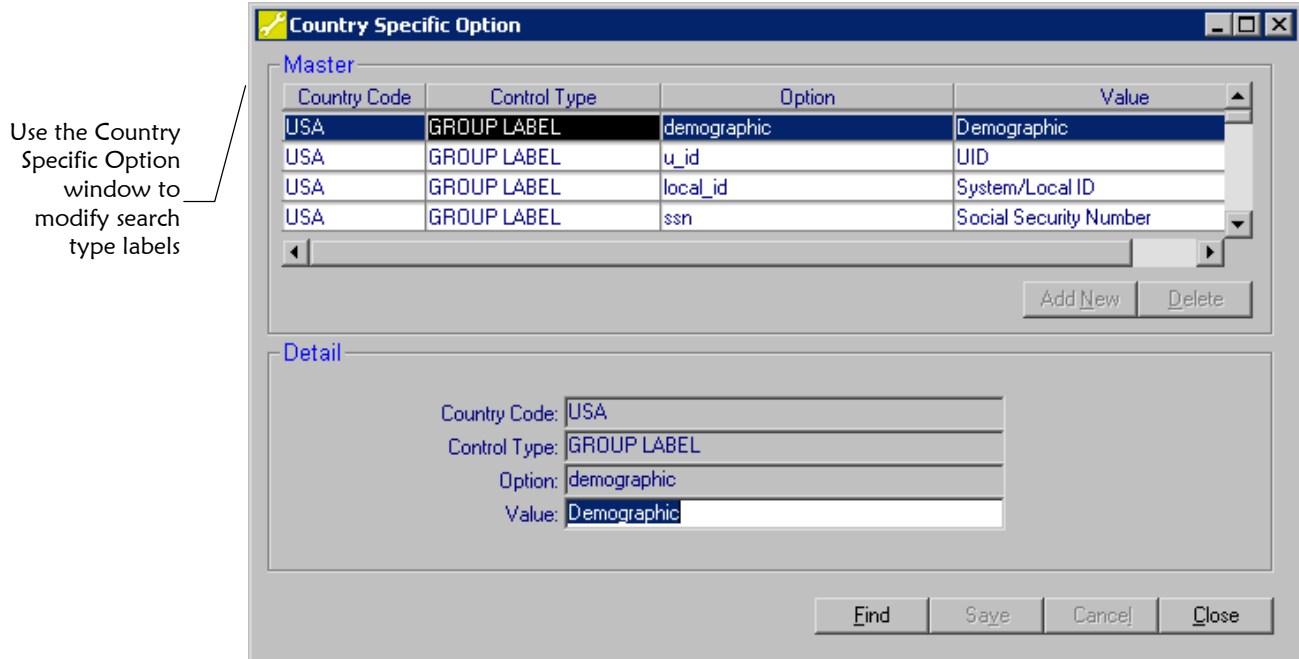 Country Specific Option
Use the Country
Specific Option
window to
modify search
type labels
Master
Country Code Control Type Option Value
USA GROUP LABEL demographic Demographic
USA GROUP LABEL u_id UID
USA GROUP LABEL local_id System/Local ID
USA GROUP LABEL ssn Social Security Number
Add New Delete
Detail
Country Code: USA
Control Type: GROUP LABEL
Option: demographic
Value: Demographic
Find Save Cancel Close